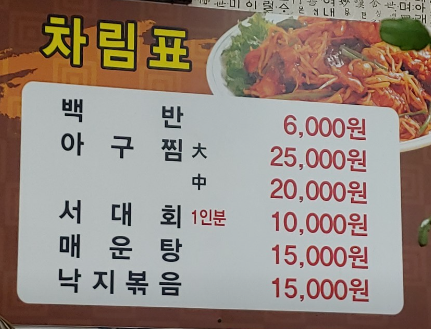 차림표
백 반 6,000원
아 구 찜 大 25,000원
中 20,000원
서 대 회 1인분 10,000원
매 운 탕 15,000원
낙 지 볶 음 15,000원